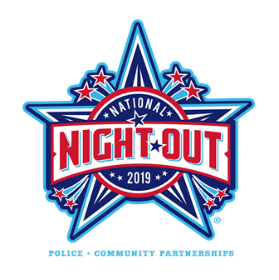 NATIONAL
NIGHT OUT
2019
®
POLICE • COMMUNITY PARTNERSHIPS